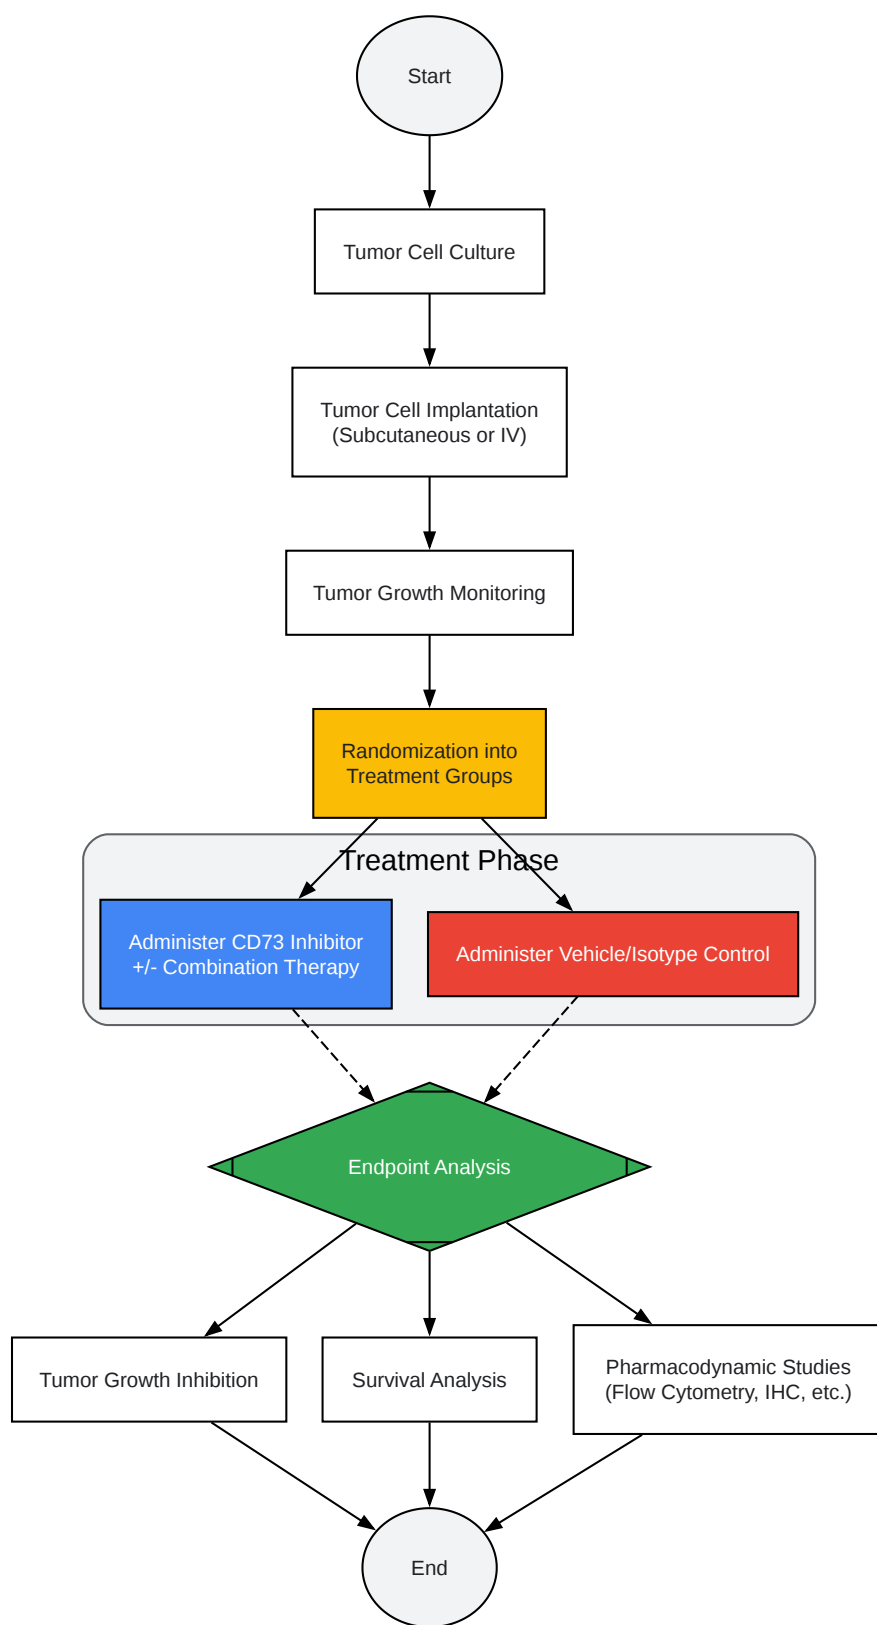 Start
Tumor Cell Culture
Tumor Cell Implantation
(Subcutaneous or IV)
Tumor Growth Monitoring
Randomization into
Treatment Groups
Treatment Phase
Administer CD73 Inhibitor
+/- Combination Therapy
Administer Vehicle/Isotype Control
Endpoint Analysis
Tumor Growth Inhibition
Survival Analysis
Pharmacodynamic Studies
(Flow Cytometry, IHC, etc.)
End